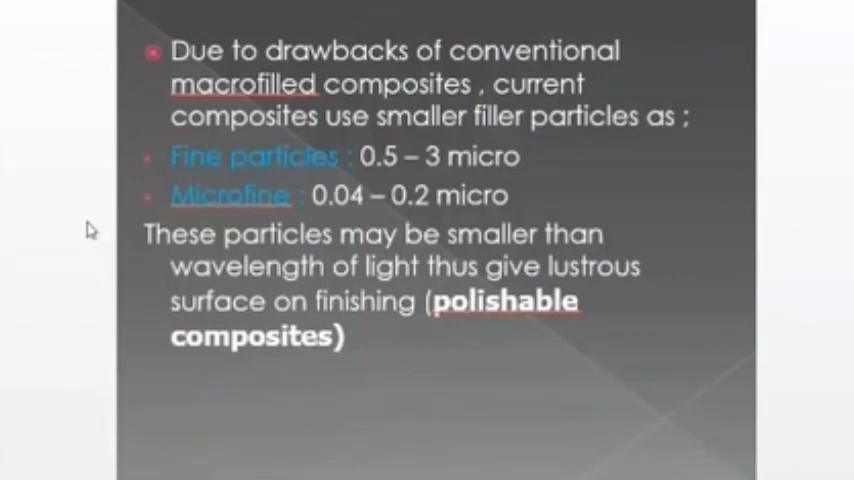 Due to drawbacks of conventional
macrofilled composites , current
composites use smaller filler particles as ;
Fine particles : 0.5 – 3 micro
Microfine : 0.04 – 0.2 micro
These particles may be smaller than
wavelength of light thus give lustrous
surface on finishing (polishable
composites)